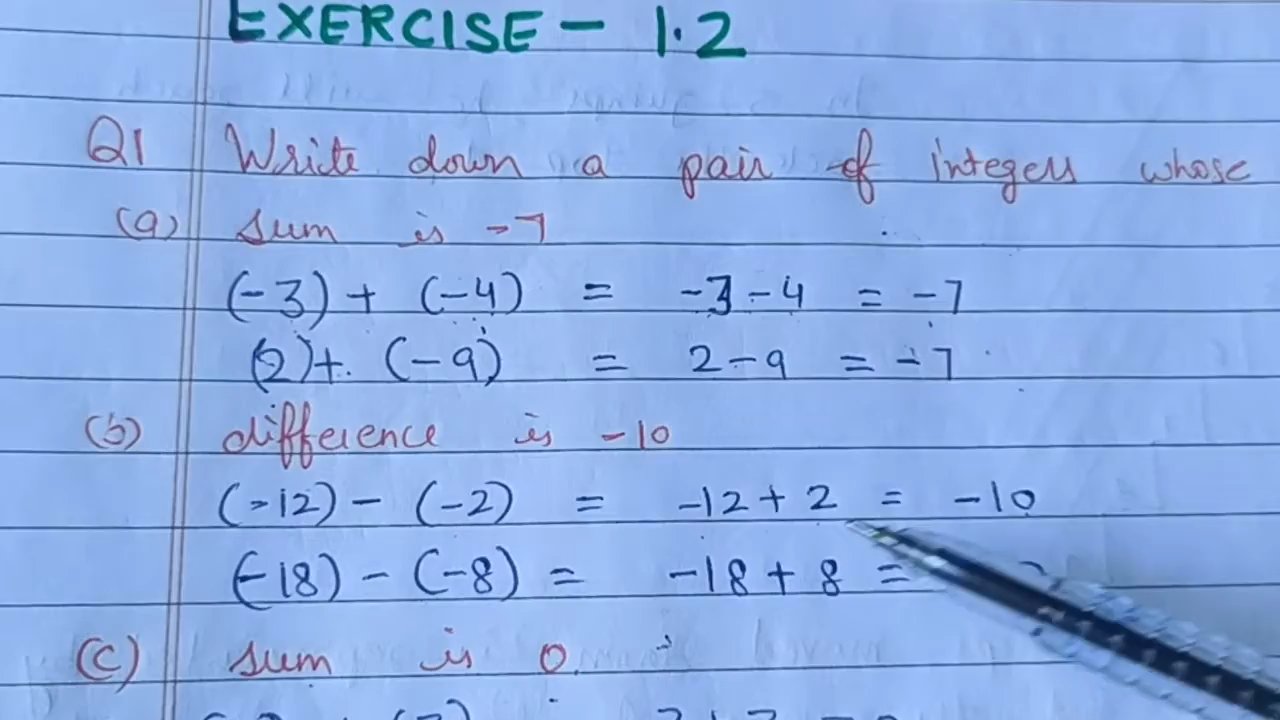 EXERCISE - 1.2
Q1 Write down a pair of integers whose
(a) sum is -7
(-3) + (-4) = -3-4 = -7
(2)+ (-9) = 2-9 = -7
(b) difference is -10
(-12) - (-2) = -12+2 = -10
(-18) - (-8) = -18+8 =
(c) sum is 0